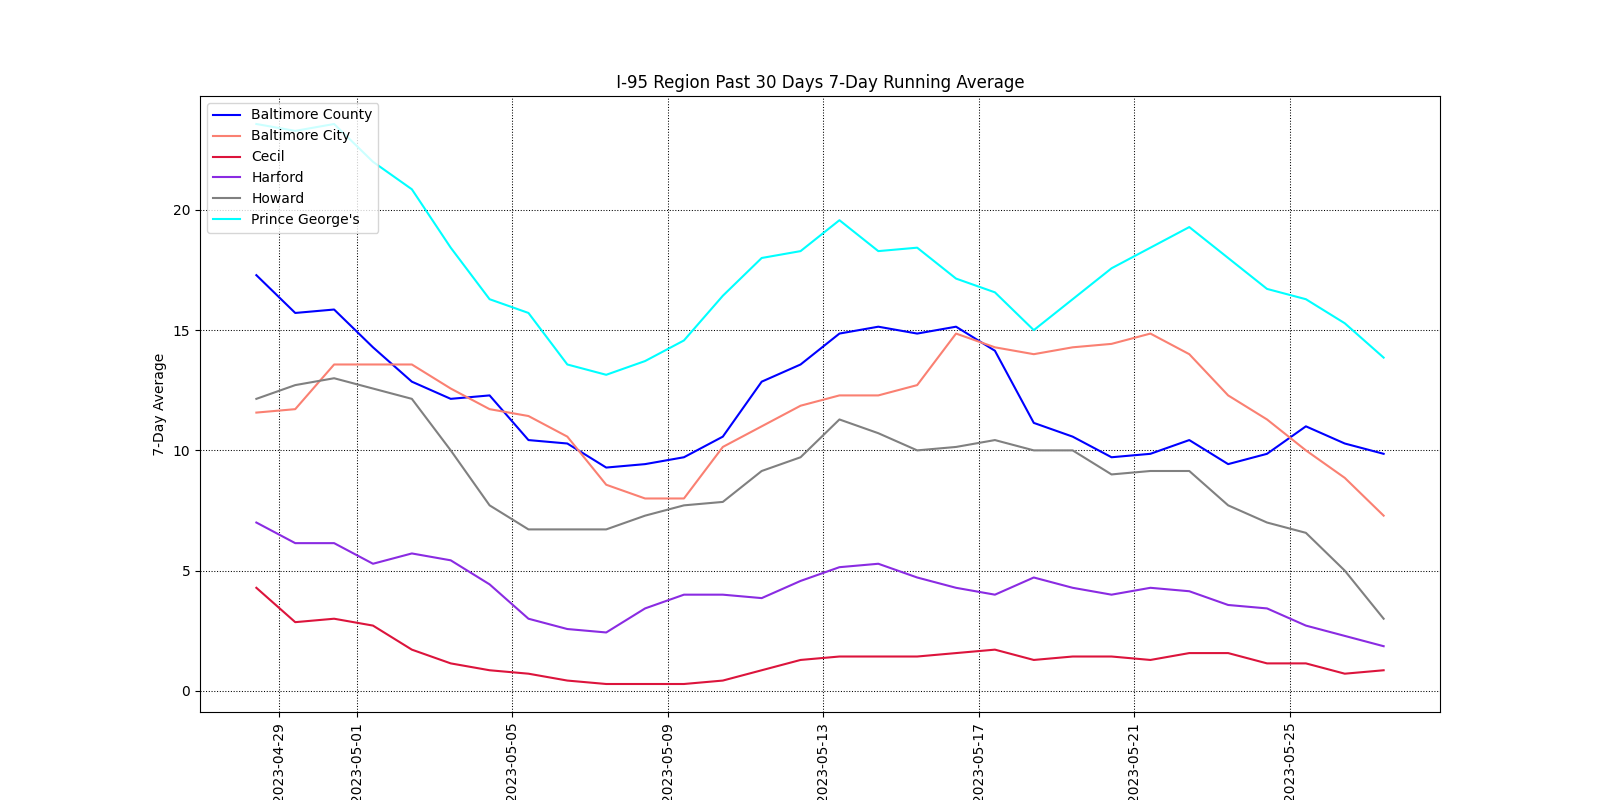 I-95 Region Past 30 Days 7-Day Running Average
Baltimore County
Baltimore City
Cecil
Harford
Howard
Prince George's
7-Day Average
20
15
10
5
0
2023-04-29
2023-05-01
2023-05-05
2023-05-09
2023-05-13
2023-05-17
2023-05-21
2023-05-25